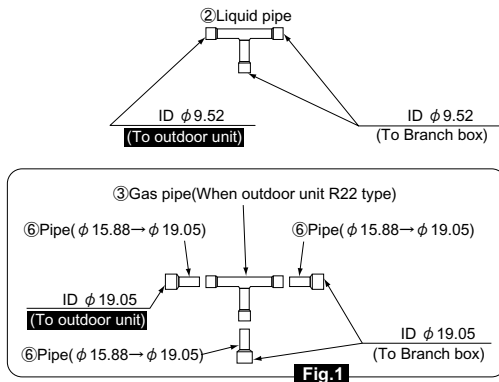 ②Liquid pipe
ID φ9.52
(To outdoor unit)
ID φ9.52
(To Branch box)
③Gas pipe(When outdoor unit R22 type)
⑥Pipe(φ15.88→φ19.05)
⑥Pipe(φ15.88→φ19.05)
ID φ19.05
(To outdoor unit)
ID φ19.05
(To Branch box)
⑥Pipe(φ15.88→φ19.05)
Fig.1